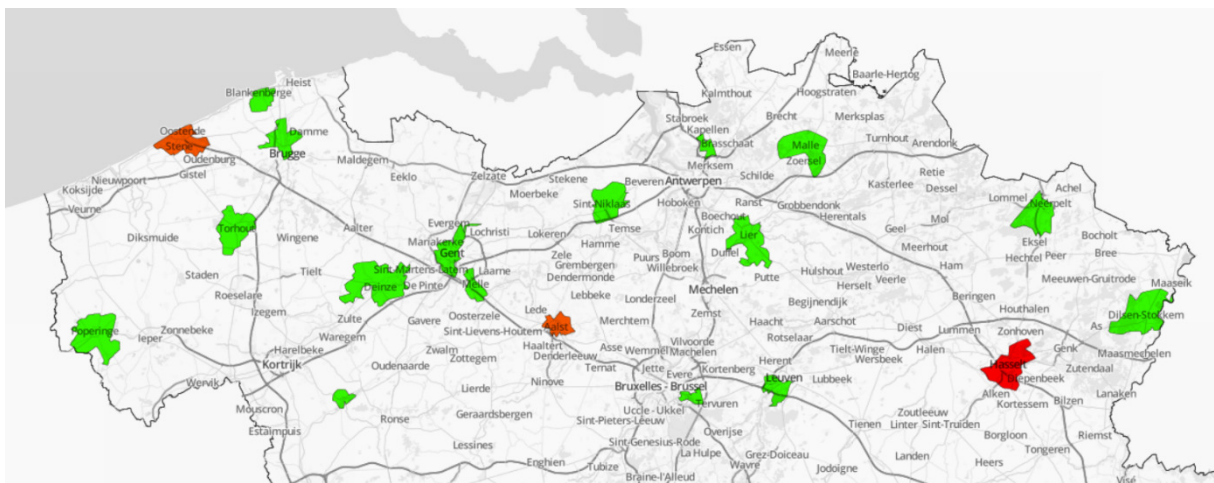 Essen
Meerle
Baarle-Hertog
Heist
Blankenberge
Kalmthout
Hoogstraten
Stabroek
Brecht
Merksplas
Oostende
Damme
Kapellen
Brasschaat
Malle
Turnhout
Arendonk
Stene
Oudenburg
Brugge
Maldegem
Merksem
Zoersel
Gistel
Eeklo
Zelzate
Stekene
Beveren
Antwerpen
Schilde
Retie
Kasterlee
Dessel
Achel
Nieuwpoort
Koksijde
Moerbeke
Lommel
Neerpelt
Veurne
Sint-Niklaas
Hoboken
Ranst
Grobbendonk
Herentals
Mol
Torhout
Evergem
Lochristi
Temse
Boechout
Kontich
Lier
Geel
Diksmuide
Wingene
Aalter
Mariakerke
Lokeren
Hamme
Eksel
Bocholt
Gent
Zele
Puurs
Boom
Duffel
Meerhout
Hechtel
Peer
Bree
Staden
Tielt
Sint-Martens-Latem
Laarne
Grembergen
Willebroek
Putte
Hulshout
Westerlo
Ham
Dendermonde
Veerle
Meeuwen-Gruitrode
Maaseik
Deinze
De Pinte
Melle
Mechelen
Herselt
Roeselare
Lebbeke
Londerzeel
Begijnendijk
Beringen
Izegem
Lede
Zemst
Houthalen
Dilsen-Stokkem
Poperinge
Zonnebeke
Zulte
Gavere
Oosterzele
Aalst
Merchtem
Haacht
Aarschot
Diest
Lummen
Zonhoven
As
Ieper
Waregem
Sint-Lievens-Houtem
Rotselaar
Harelbeke
Zwalm
Haaltert
Asse
Wemmel
Vilvoorde
Machelen
Tielt-Winge
Halen
Genk
Maasmechelen
Kortrijk
Oudenaarde
Zottegem
Denderleeuw
Ternat
Jette
Evere
Kortenberg
Herent
Wersbeek
Hasselt
Zutendaal
Wervik
Lierde
Ninove
Bruxelles - Brussel
Leuven
Lubbeek
Diepenbeek
Mouscron
Ronse
Geraardsbergen
Uccle - Ukkel
Tervuren
Zoutleeuw
Alken
Kortessem
Bilzen
Lanaken
Estaimpuis
Sint-Pieters-Leeuw
Overijse
Tienen
Linter
Sint-Truiden
Borgloon
Riemst
Lessines
Sint-Genesius-Rode
La Hulpe
Grez-Doiceau
Landen
Tongeren
Enghien
Tubize
Wavre
Jodoigne
Heers
Braine-l'Alleud
Visé